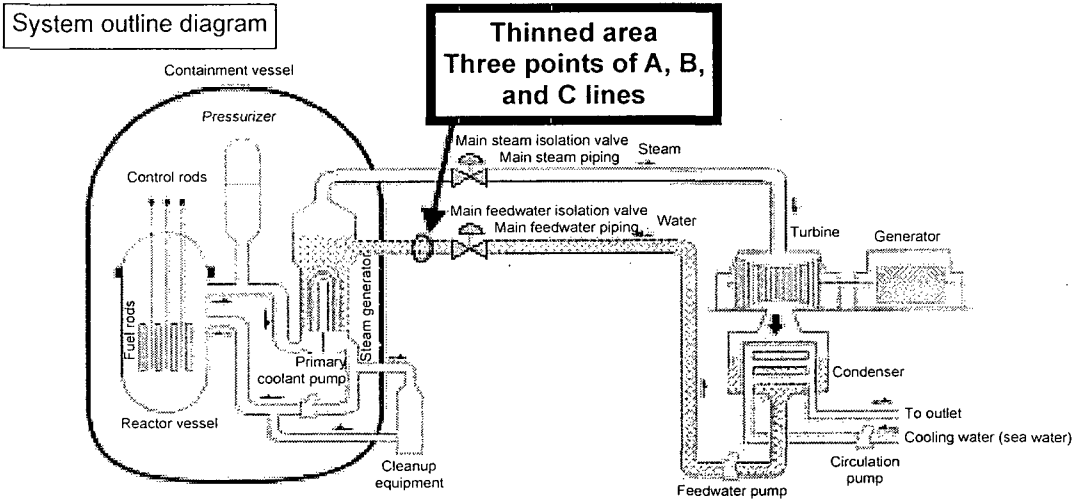 System outline diagram
Thinned area
Three points of A, B,
and C lines
Containment vessel
Pressurizer
Control rods
Main steam isolation valve
Main steam piping
Steam
Main feedwater isolation valve
Main feedwater piping
Water
Turbine
Generator
Fuel rods
Steam generator
Primary
coolant pump
Condenser
Reactor vessel
To outlet
Cooling water (sea water)
Cleanup
equipment
Circulation
pump
Feedwater pump